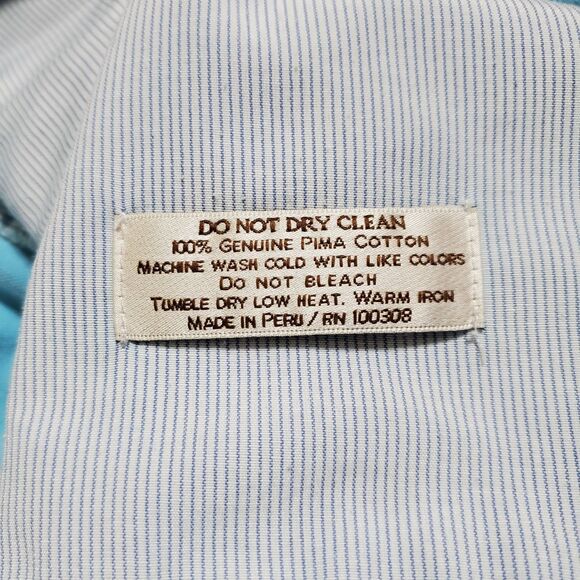 DO NOT DRY CLEAN
100% GENUINE PIMA COTTON
MACHINE WASH COLD WITH LIKE COLORS
DO NOT BLEACH
TUMBLE DRY LOW HEAT. WARM IRON
MADE IN PERU / RN 100308